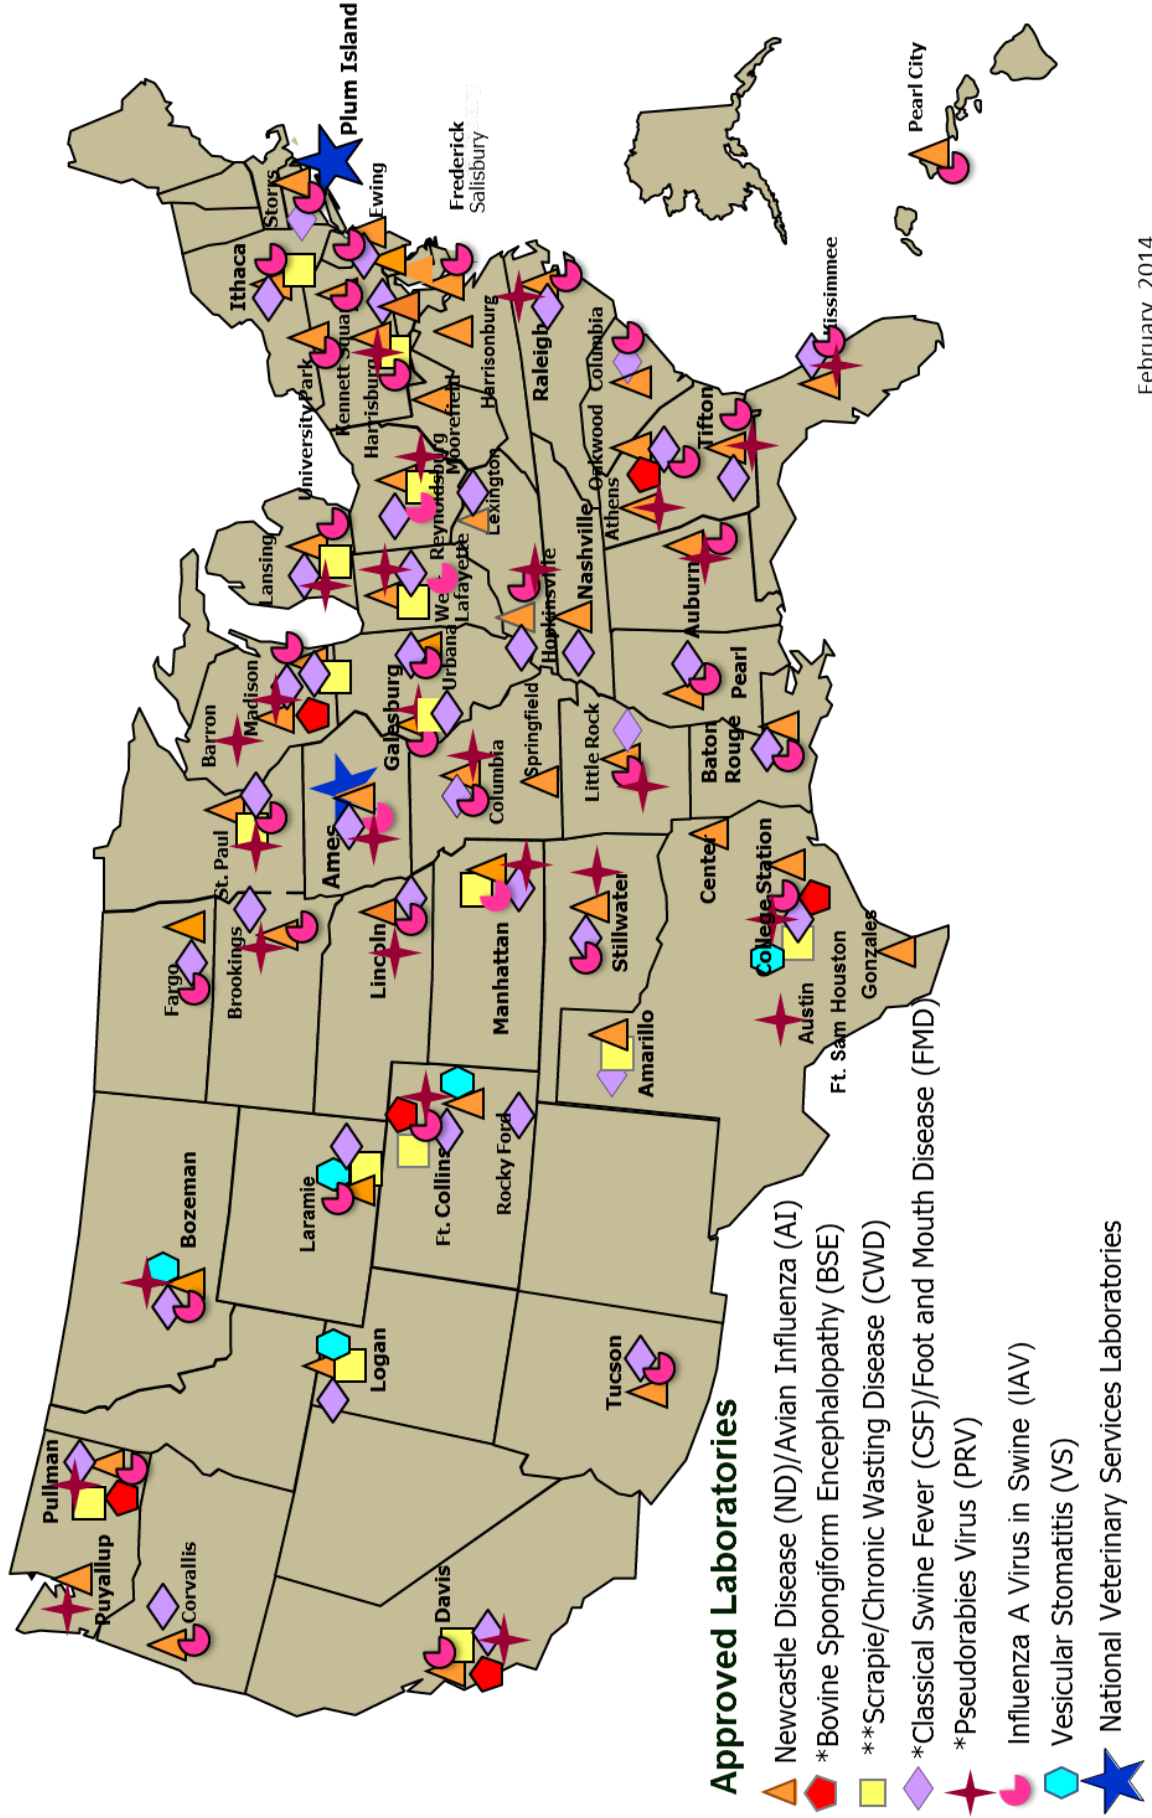 Plum Island
Storrs
Ewing
Frederick
Salisbury
Ithaca
Pearl City
University Park
Kennett Squa
Harrisburg
Moorefield
Harrisonburg
Raleigh
Columbia
Kissimmee
Lansing
Reynoldsburg
Lexington
Oakwood
Athens
Tifton
We
Lafayette
Hopkinsville
Nashville
Auburn
Barron
Madison
Galesburg
Urbana
Springfield
Columbia
Little Rock
Pearl
Baton
Rouge
St. Paul
Ames
Fargo
Brookings
Lincoln
Manhattan
Stillwater
Center
College Station
Austin
Ft. Sam Houston
Gonzales
Amarillo
Bozeman
Laramie
Ft. Collins
Rocky Ford
Logan
Tucson
Pullman
Puyallup
Corvallis
Davis
Approved Laboratories
Newcastle Disease (ND)/Avian Influenza (AI)
*Bovine Spongiform Encephalopathy (BSE)
**Scrapie/Chronic Wasting Disease (CWD)
*Classical Swine Fever (CSF)/Foot and Mouth Disease (FMD)
*Pseudorabies Virus (PRV)
Influenza A Virus in Swine (IAV)
Vesicular Stomatitis (VS)
National Veterinary Services Laboratories
February, 2014